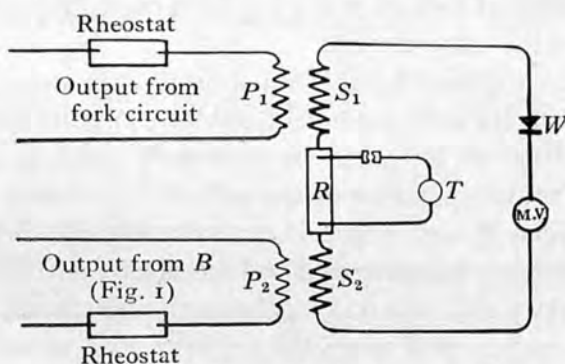 Rheostat
Output from
fork circuit
P₁
S₁
W
R
T
M.V.
Output from B
(Fig. 1)
P₂
S₂
Rheostat